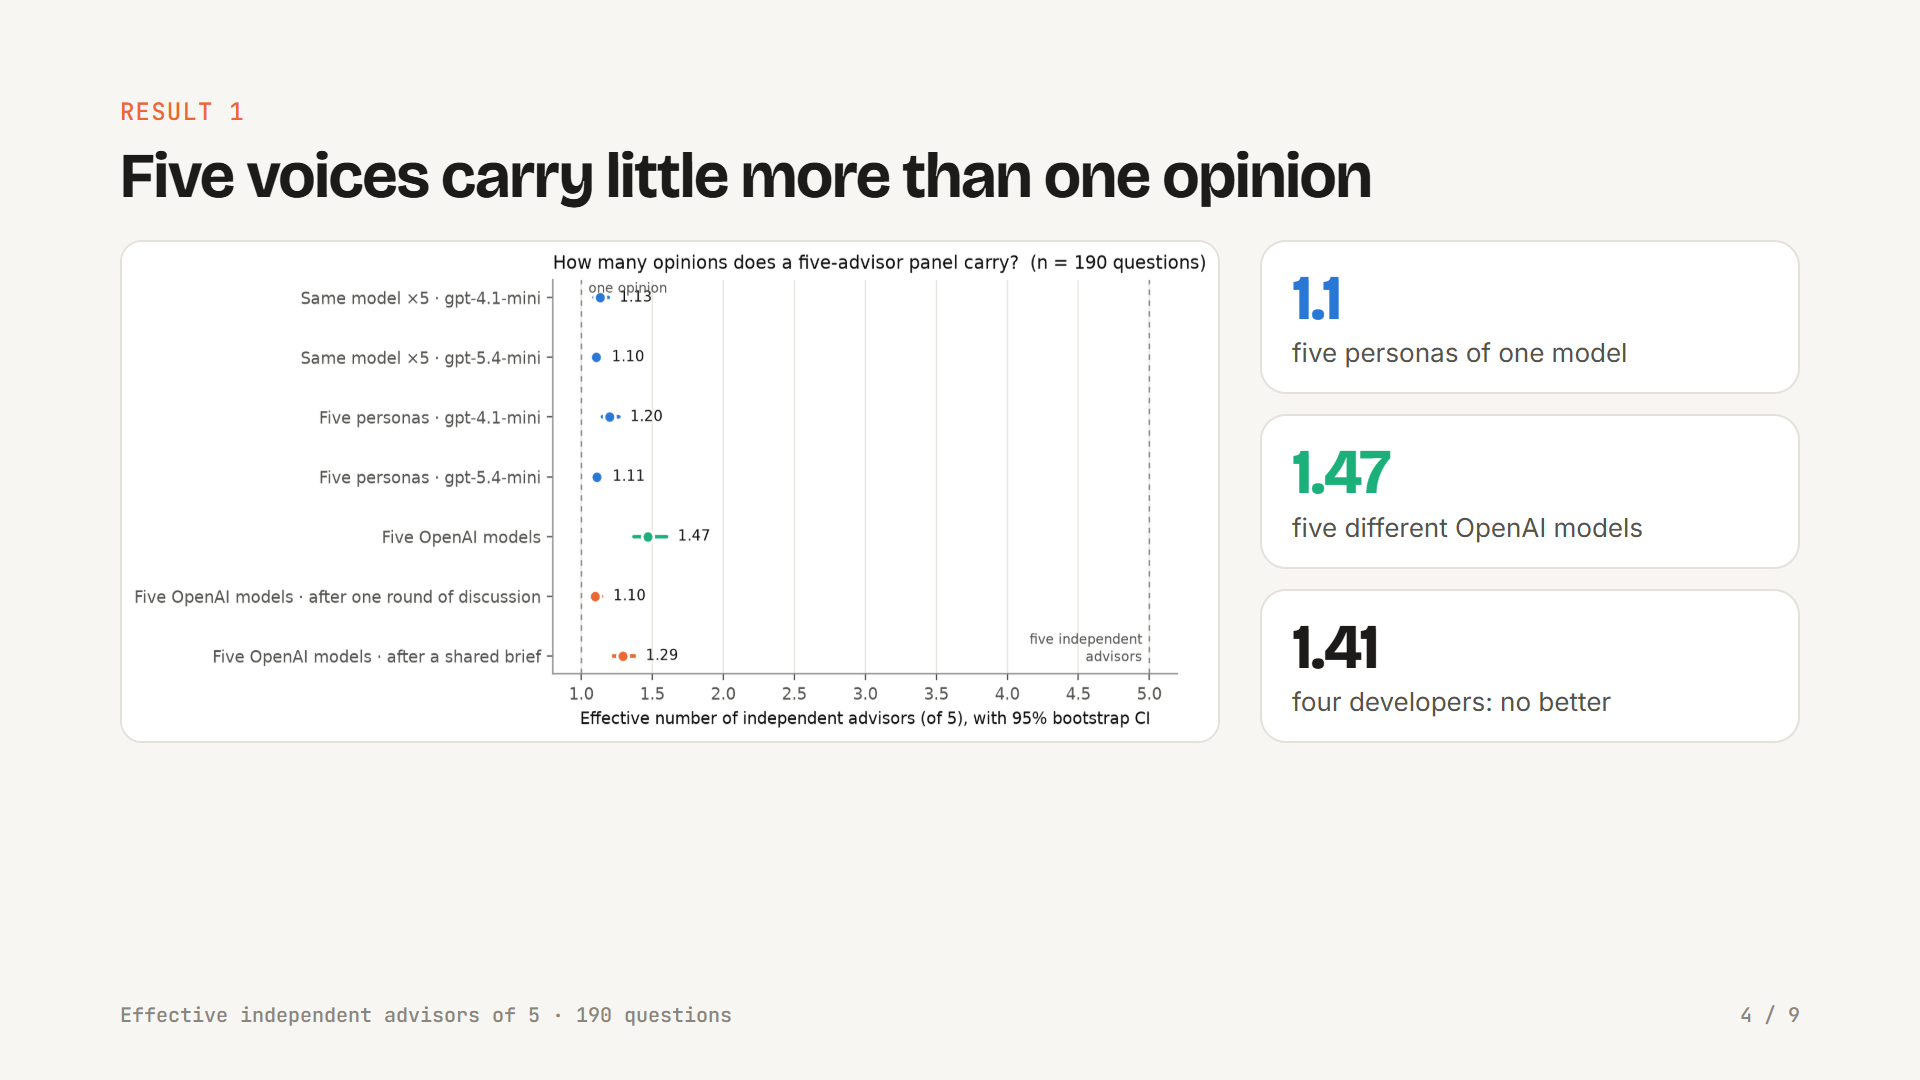 RESULT 1
Five voices carry little more than one opinion
How many opinions does a five-advisor panel carry?  (n = 190 questions)
one opinion
Same model ×5 · gpt-4.1-mini
1.13
Same model ×5 · gpt-5.4-mini
1.10
Five personas · gpt-4.1-mini
1.20
Five personas · gpt-5.4-mini
1.11
Five OpenAI models
1.47
Five OpenAI models · after one round of discussion
1.10
Five OpenAI models · after a shared brief
1.29
five independent
advisors
1.0 1.5 2.0 2.5 3.0 3.5 4.0 4.5 5.0
Effective number of independent advisors (of 5), with 95% bootstrap CI
1.1
five personas of one model
1.47
five different OpenAI models
1.41
four developers: no better
Effective independent advisors of 5 · 190 questions
4 / 9